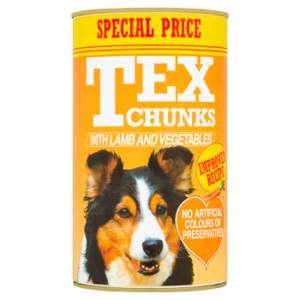 SPECIAL PRICE
TEX
CHUNKS
WITH LAMB AND VEGETABLES
IMPROVED
RECIPE
NO ARTIFICIAL
COLOURS OR
PRESERVATIVES